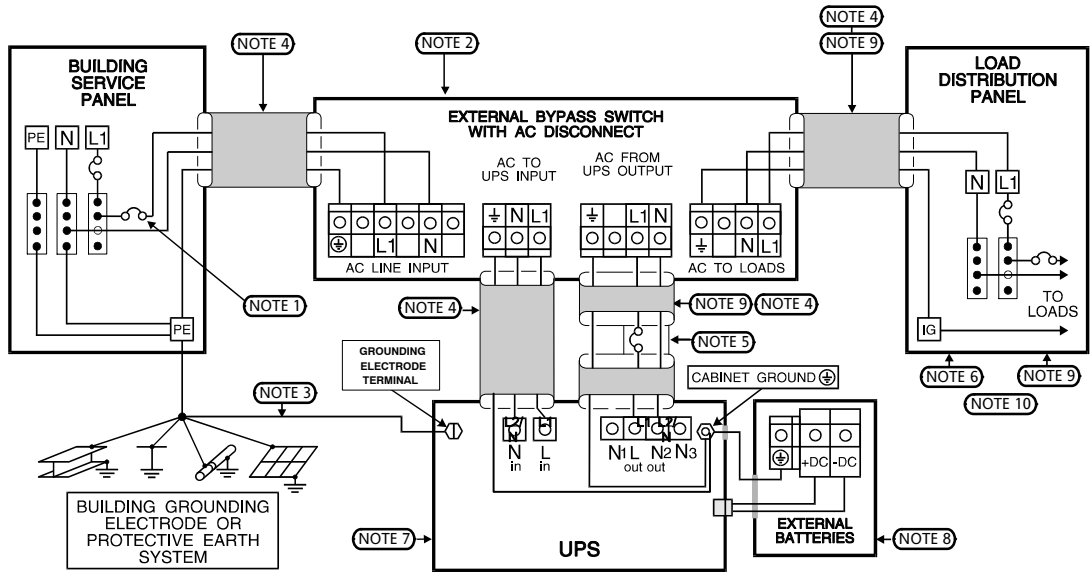 NOTE 4
NOTE 2
NOTE 4
NOTE 9
BUILDING
SERVICE
PANEL
PE
N
L1
NOTE 1
PE
EXTERNAL BYPASS SWITCH
WITH AC DISCONNECT
AC TO
UPS INPUT
AC FROM
UPS OUTPUT
N L1
L1 N
L1 N
AC LINE INPUT
N L1
AC TO LOADS
LOAD
DISTRIBUTION
PANEL
N
L1
TO
LOADS
IG
NOTE 4
NOTE 9
NOTE 4
NOTE 5
NOTE 6
NOTE 9
NOTE 10
GROUNDING
ELECTRODE
TERMINAL
CABINET GROUND
NOTE 3
L2/
N
L1
N
in
L
in
L1
L2/
N
N1 L N2 N3
out out
+DC
-DC
EXTERNAL
BATTERIES
BUILDING GROUNDING
ELECTRODE OR
PROTECTIVE EARTH
SYSTEM
NOTE 7
UPS
NOTE 8